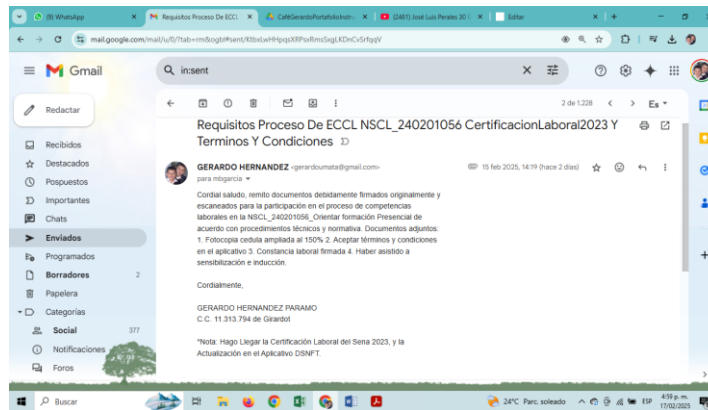 (9) WhatsApp
Requisitos Proceso De ECCL
CaféGerardoPortafolioInstru
(2461) José Luis Perales 30
Editor
mail.google.com/mail/u/0/?tab=rm&ogbl#sent/
Gmail
in:sent
Redactar
2 de 1.228
Es
Requisitos Proceso De ECCL NSCL_240201056 CertificacionLaboral2023 Y
Terminos Y Condiciones
Recibidos
Destacados
Pospuestos
Importantes
Chats
Enviados
Programados
Borradores 2
Papelera
Categorías
Social 377
Notificaciones
Foros
GERARDO HERNANDEZ <gerardoumata@gmail.com>
15 feb 2025, 14:19 (hace 2 días)
para mbgarcia
Cordial saludo, remito documentos debidamente firmados originalmente y
escaneados para la participación en el proceso de competencias
laborales en la NSCL_240201056_Orientar formación Presencial de
acuerdo con procedimientos técnicos y normativa. Documentos adjuntos:
1. Fotocopia cedula ampliada al 150% 2. Aceptar términos y condiciones
en el aplicativo 3. Constancia laboral firmada 4. Haber asistido a
sensibilización e inducción.
Cordialmente,
GERARDO HERNANDEZ PARAMO
C.C. 11.313.794 de Girardot
*Nota: Hago Llegar la Certificación Laboral del Sena 2023, y la
Actualización en el Aplicativo DSNFT.
Buscar
24°C Parc. soleado
ESP
4:59 p. m.
17/02/2025